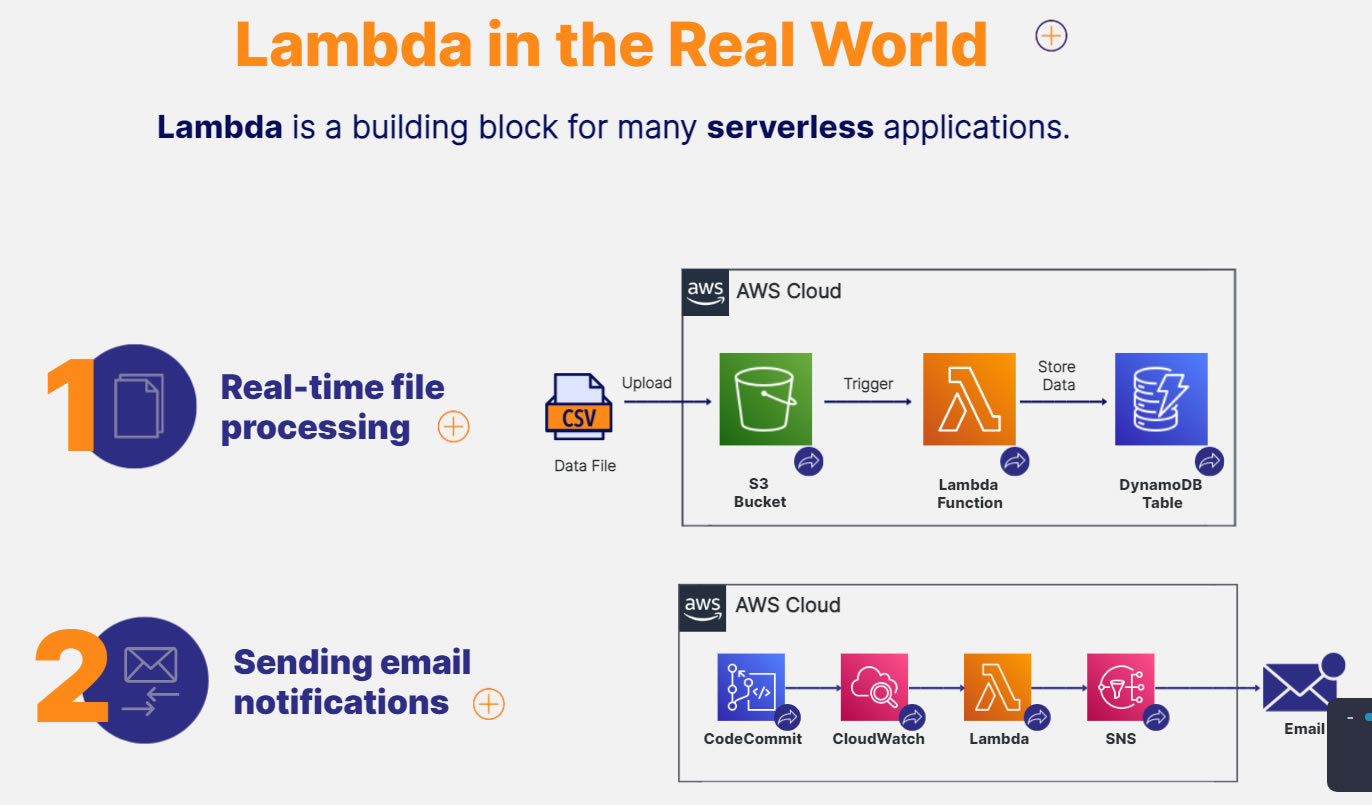 Lambda in the Real World
Lambda is a building block for many serverless applications.
1
Real-time file
processing
CSV
Data File
Upload
aws
AWS Cloud
S3
Bucket
Trigger
Lambda
Function
Store
Data
DynamoDB
Table
2
Sending email
notifications
aws
AWS Cloud
CodeCommit
CloudWatch
Lambda
SNS
Email